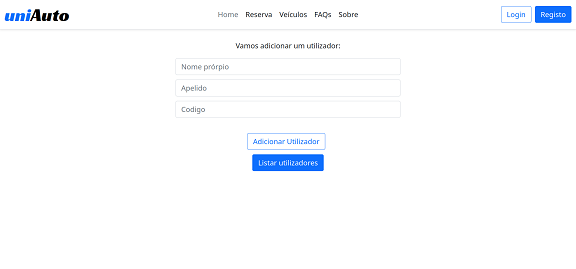 uniAuto
Home Reserva Veículos FAQs Sobre
Login Registo
Vamos adicionar um utilizador:
Nome prórpio
Apelido
Codigo
Adicionar Utilizador
Listar utilizadores